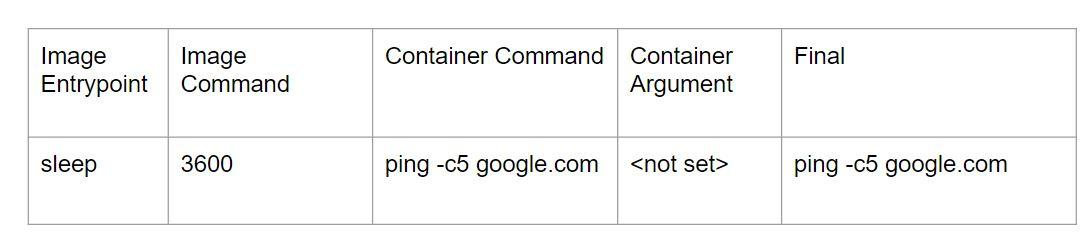 Image Entrypoint
Image Command
Container Command
Container Argument
Final
sleep
3600
ping -c5 google.com
<not set>
ping -c5 google.com